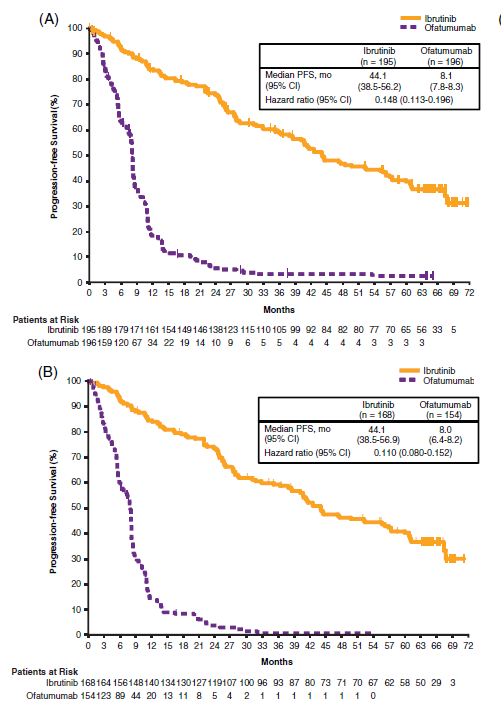 (A)
Ibrutinib
Ofatumumab
Progression-free Survival (%)
100
90
80
70
60
50
40
30
20
10
0
Ibrutinib Ofatumumab
(n = 195) (n = 196)
Median PFS, mo 44.1 8.1
(95% CI) (38.5-56.2) (7.8-8.3)
Hazard ratio (95% CI) 0.148 (0.113-0.196)
0 3 6 9 12 15 18 21 24 27 30 33 36 39 42 45 48 51 54 57 60 63 66 69 72
Months
Patients at Risk
Ibrutinib 195 189 179 171 161 154 149 146 138 123 115 110 105 99 92 84 82 80 77 70 65 56 33 5
Ofatumumab 196 159 120 67 34 22 19 14 10 9 6 5 5 4 4 4 4 4 3 3 3 3
(B)
Ibrutinib
Ofatumumab
Progression-free Survival (%)
100
90
80
70
60
50
40
30
20
10
0
Ibrutinib Ofatumumab
(n = 168) (n = 154)
Median PFS, mo 44.1 8.0
(95% CI) (38.5-56.9) (6.4-8.2)
Hazard ratio (95% CI) 0.110 (0.080-0.152)
0 3 6 9 12 15 18 21 24 27 30 33 36 39 42 45 48 51 54 57 60 63 66 69 72
Months
Patients at Risk
Ibrutinib 168 164 156 148 140 134 130 127 119 107 100 96 93 87 80 73 71 70 67 62 58 50 29 3
Ofatumumab 154 123 89 44 20 13 11 8 5 4 2 1 1 1 1 1 1 1 0